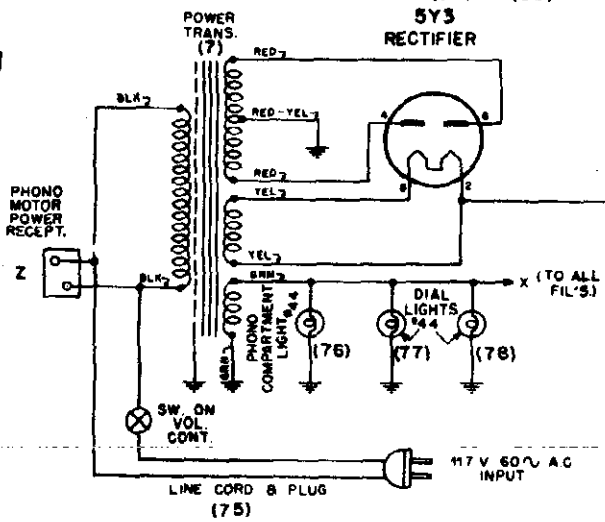 POWER
TRANS.
(7)
5Y3
RECTIFIER
RED
BLK
RED-YEL
4
6
RED
YEL
8
2
PHONO
MOTOR
POWER
RECEPT.
Z
BLK
YEL
GRN
X (TO ALL
FIL'S.)
PHONO
COMPARTMENT
LIGHT #44
DIAL
LIGHTS
#44
(76)
(77)
(78)
GRN
SW. ON
VOL.
CONT.
117 V 60~ A.C
INPUT
LINE CORD & PLUG
(75)